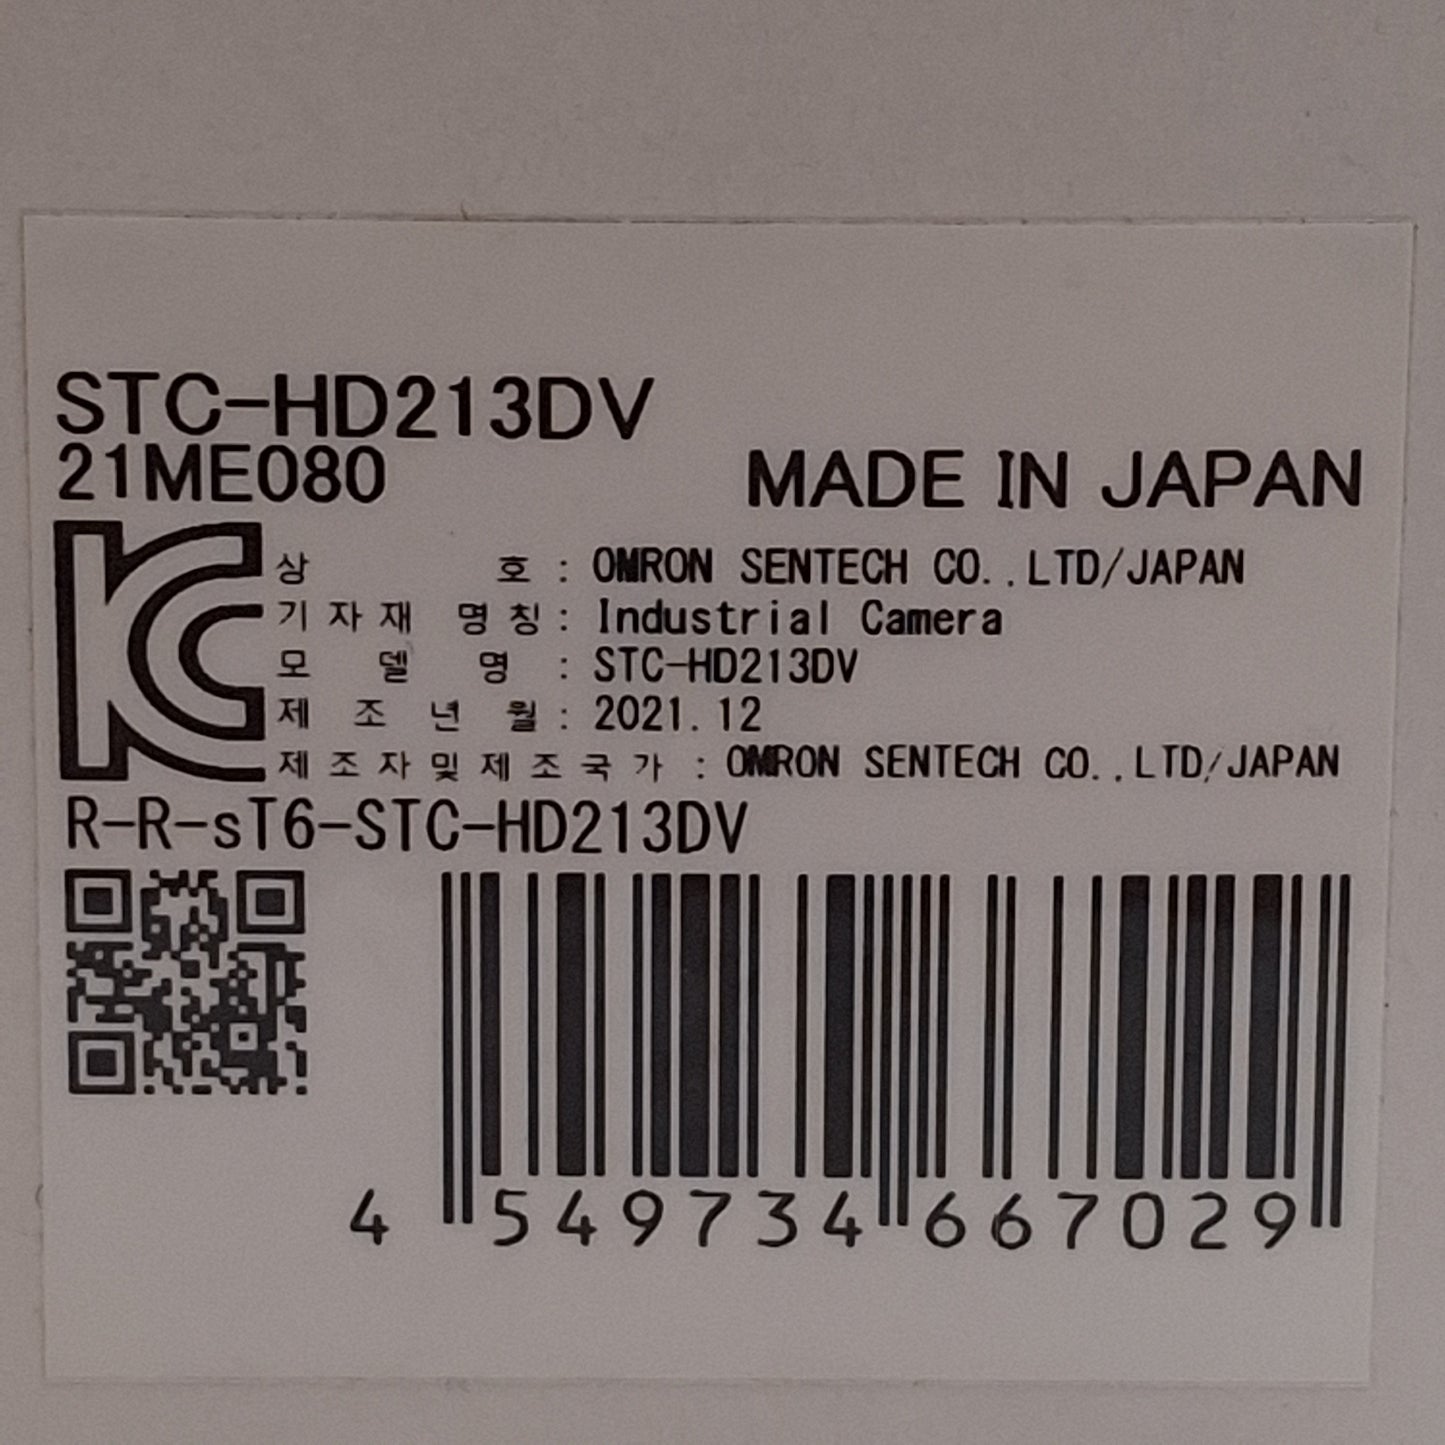 STC-HD213DV
21ME080
MADE IN JAPAN
KC
상 호 : OMRON SENTECH CO.,LTD/JAPAN
기자재 명칭 : Industrial Camera
모 델 명 : STC-HD213DV
제 조 년 월 : 2021.12
제조자및제조국가 : OMRON SENTECH CO.,LTD/JAPAN
R-R-sT6-STC-HD213DV
4 549734 667029